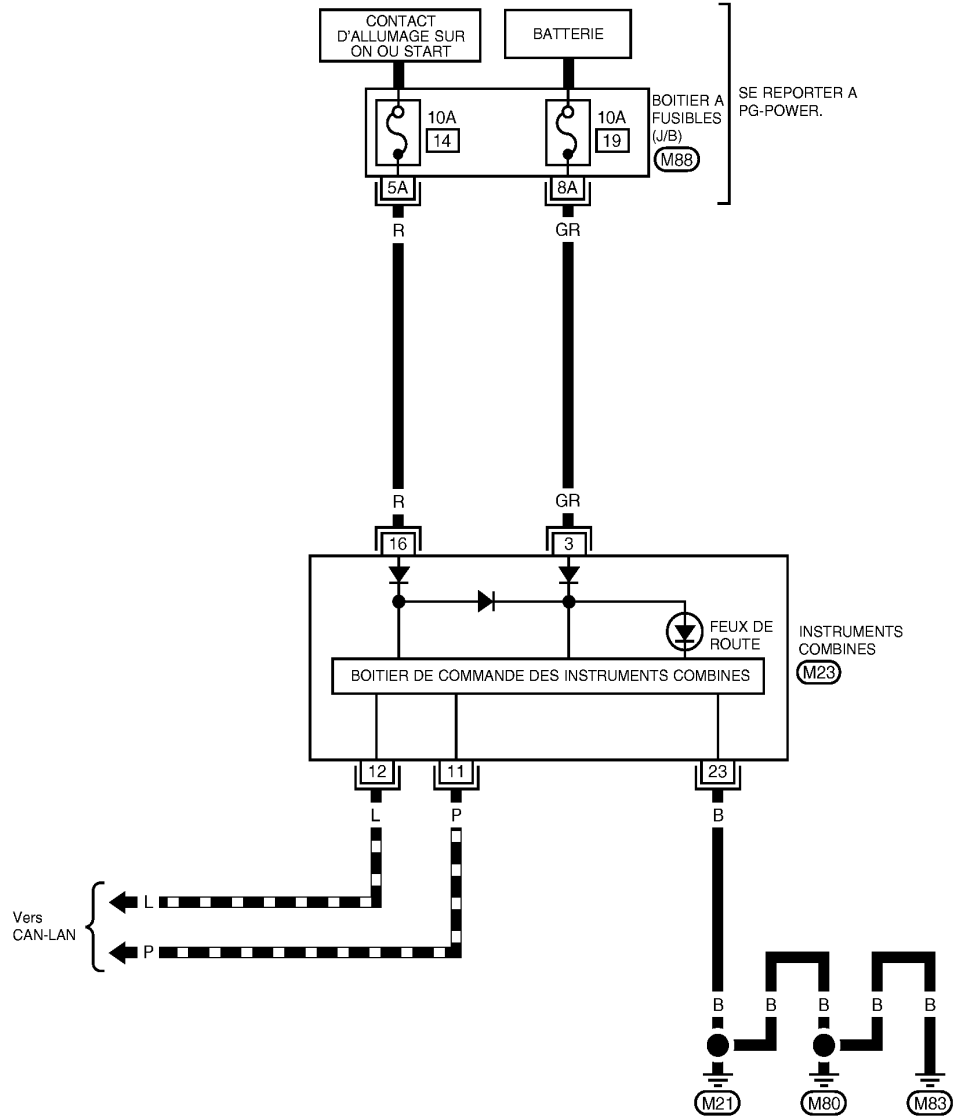 CONTACT
D'ALLUMAGE SUR
ON OU START
BATTERIE
SE REPORTER A
PG-POWER.
BOITIER A
FUSIBLES
(J/B)
M88
10A
14
10A
19
5A
8A
R
GR
R
GR
16
3
FEUX DE
ROUTE
INSTRUMENTS
COMBINES
M23
BOITIER DE COMMANDE DES INSTRUMENTS COMBINES
12
11
23
L
P
B
L
Vers
CAN-LAN
P
B
B
B
B
B
M21
M80
M83